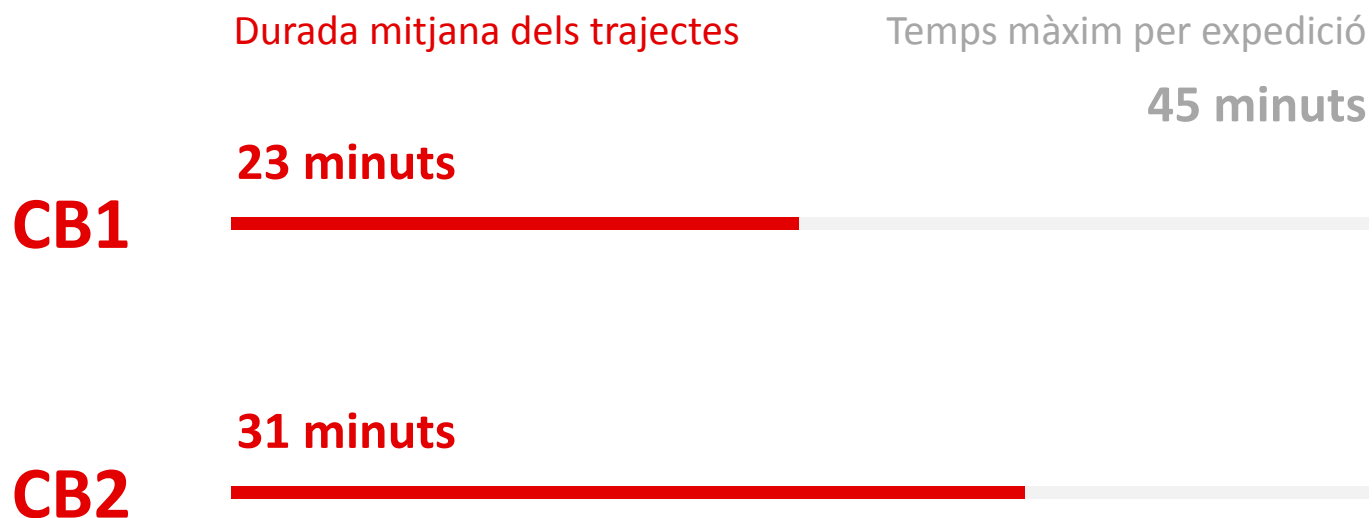 Durada mitjana dels trajectes
Temps màxim per expedició
45 minuts
23 minuts
CB1
31 minuts
CB2